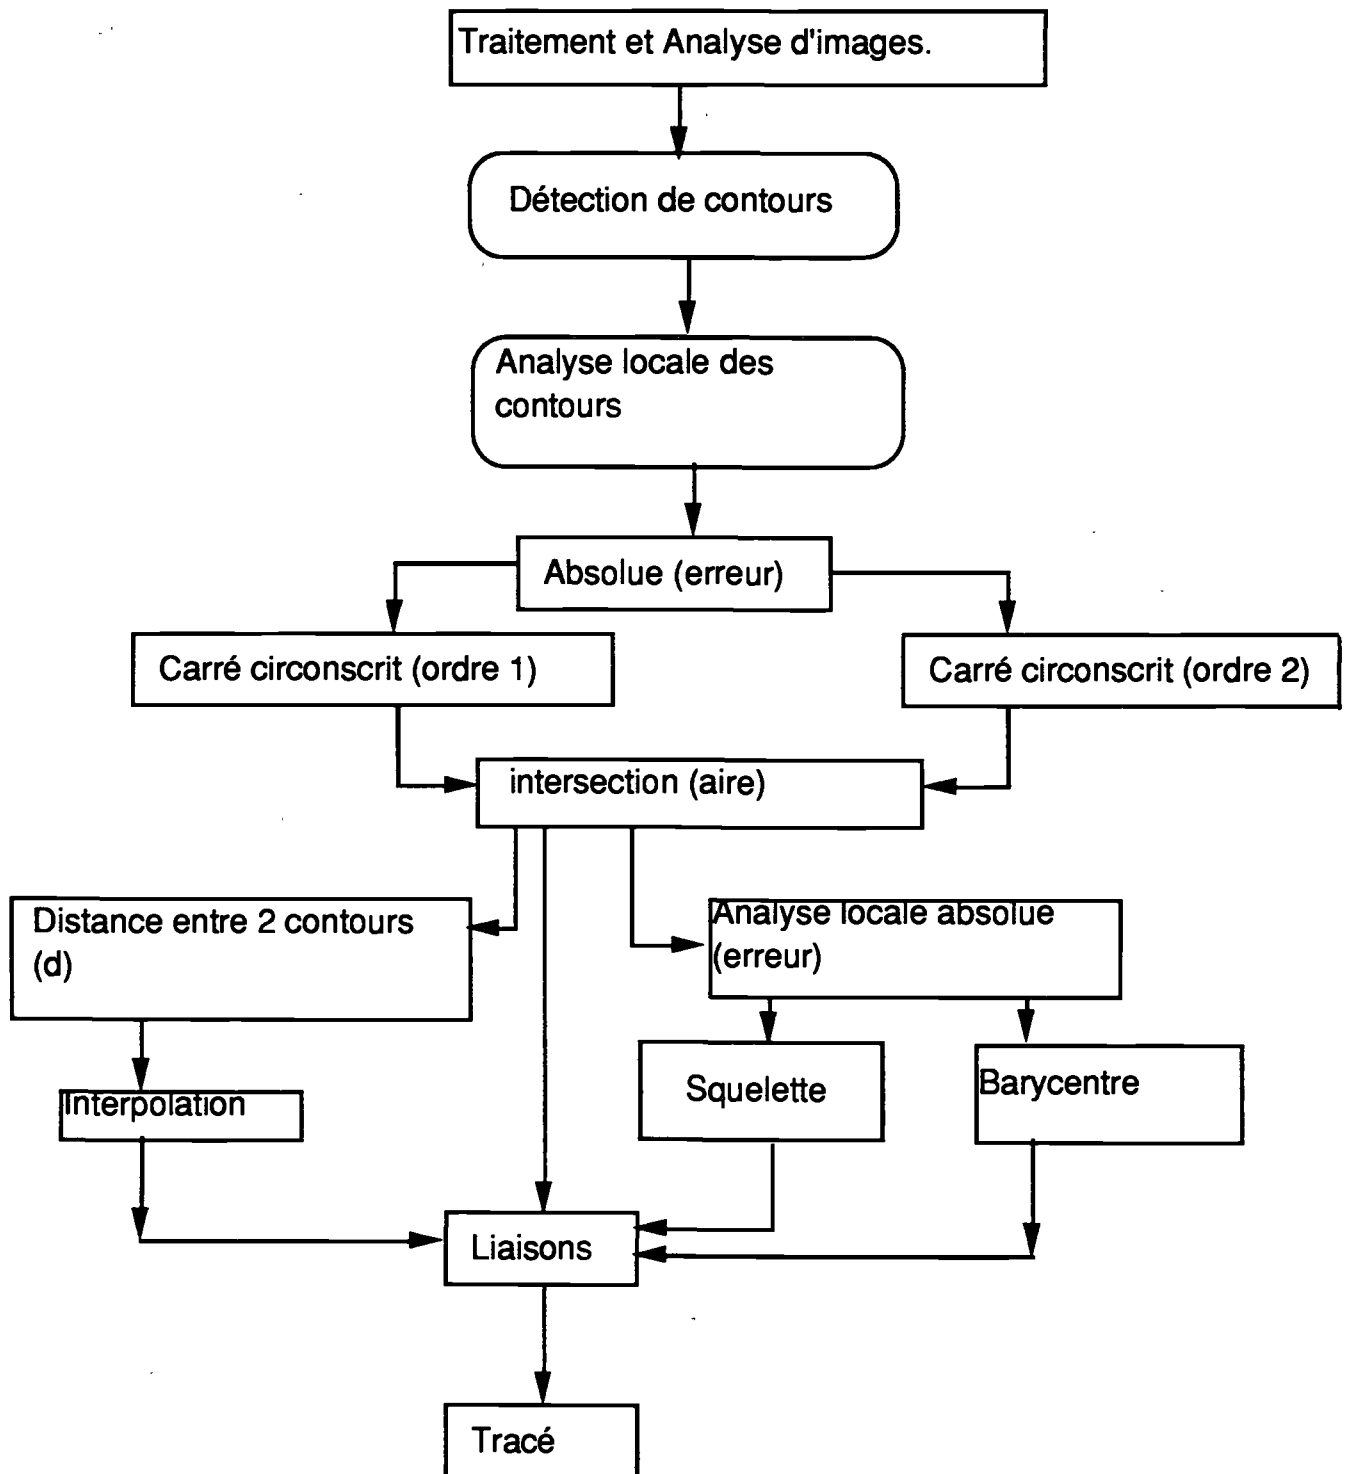 Traitement et Analyse d'images.
Détection de contours
Analyse locale des
contours
Absolue (erreur)
Carré circonscrit (ordre 1)
Carré circonscrit (ordre 2)
intersection (aire)
Distance entre 2 contours
(d)
Analyse locale absolue
(erreur)
Interpolation
Squelette
Barycentre
Liaisons
Tracé